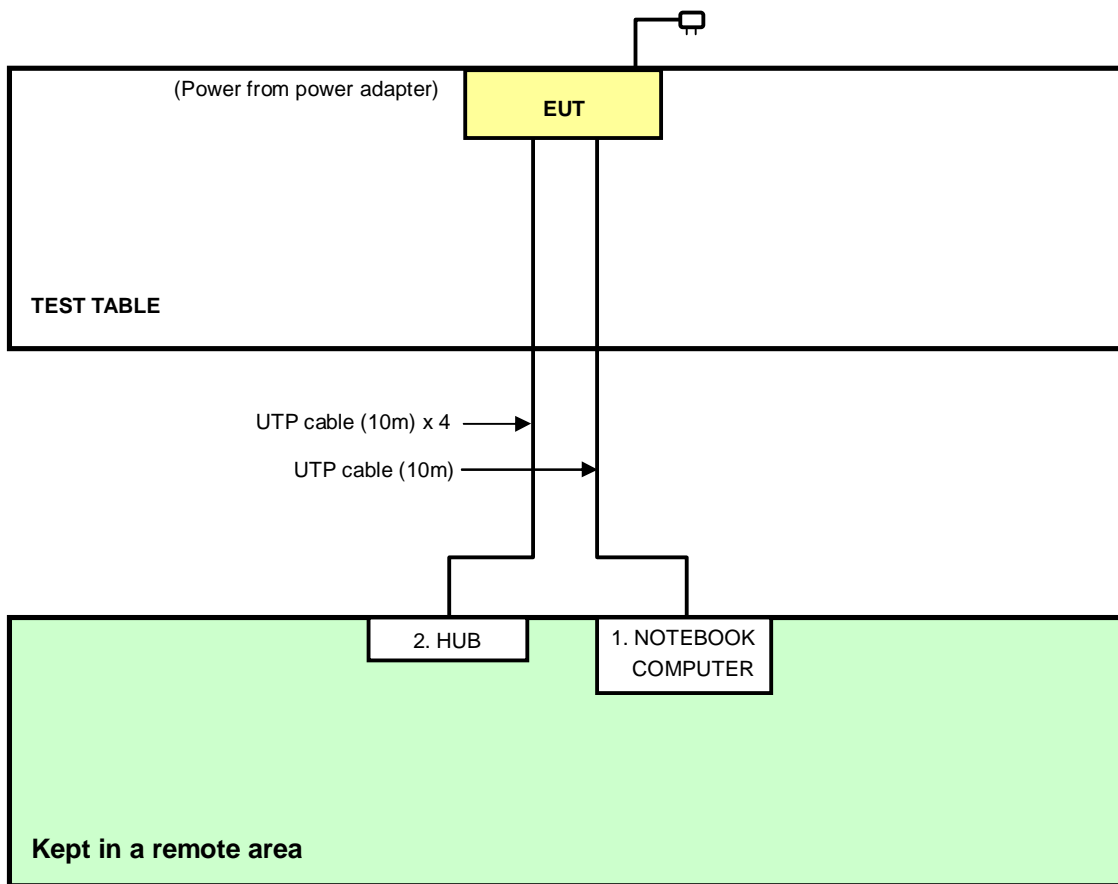 (Power from power adapter)
EUT
TEST TABLE
UTP cable (10m) x 4
UTP cable (10m)
2. HUB
1. NOTEBOOK
COMPUTER
Kept in a remote area